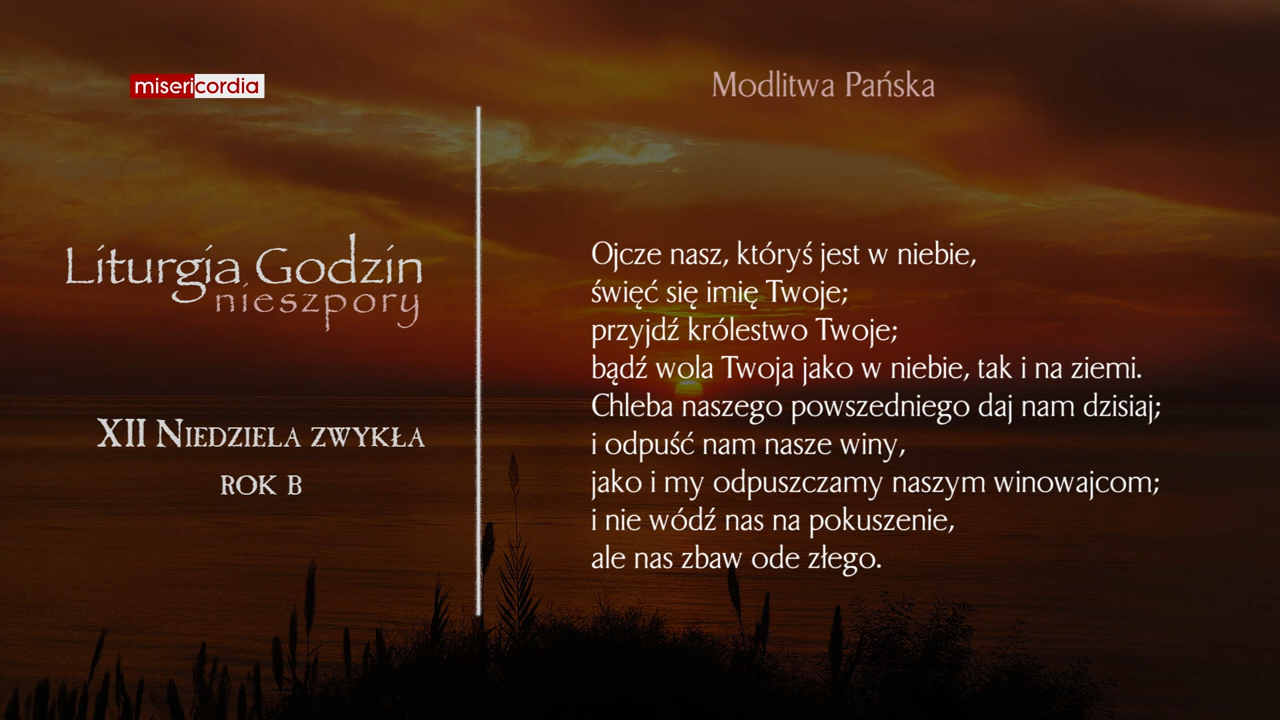 misericordia
Liturgia Godzin
nieszpory
XII Niedziela zwykła
rok B
Modlitwa Pańska
Ojcze nasz, któryś jest w niebie,
święć się imię Twoje;
przyjdź królestwo Twoje;
bądź wola Twoja jako w niebie, tak i na ziemi.
Chleba naszego powszedniego daj nam dzisiaj;
i odpuść nam nasze winy,
jako i my odpuszczamy naszym winowajcom;
i nie wódź nas na pokuszenie,
ale nas zbaw ode złego.